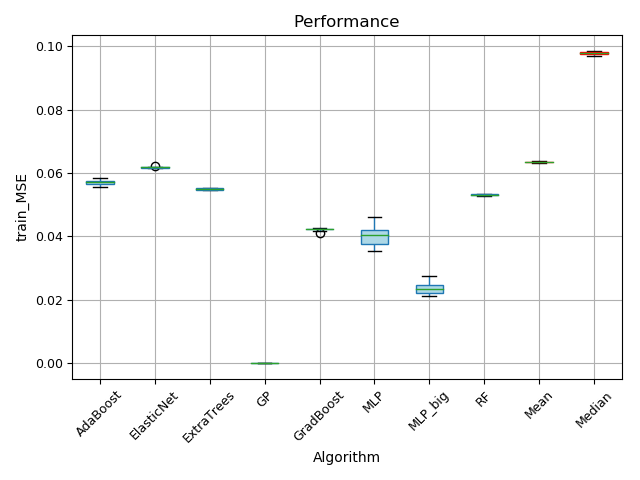 Performance
train_MSE
0.10
0.08
0.06
0.04
0.02
0.00
AdaBoost
ElasticNet
ExtraTrees
GP
GradBoost
MLP
MLP_big
RF
Mean
Median
Algorithm